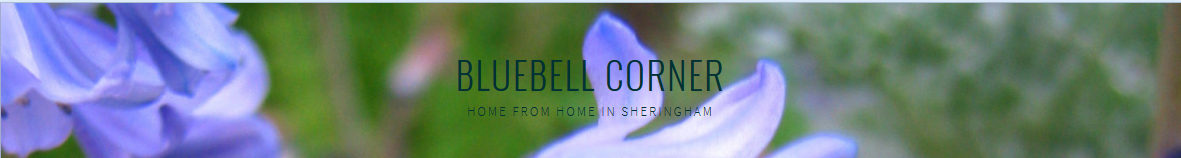 BLUEBELL CORNER
HOME FROM HOME IN SHERINGHAM